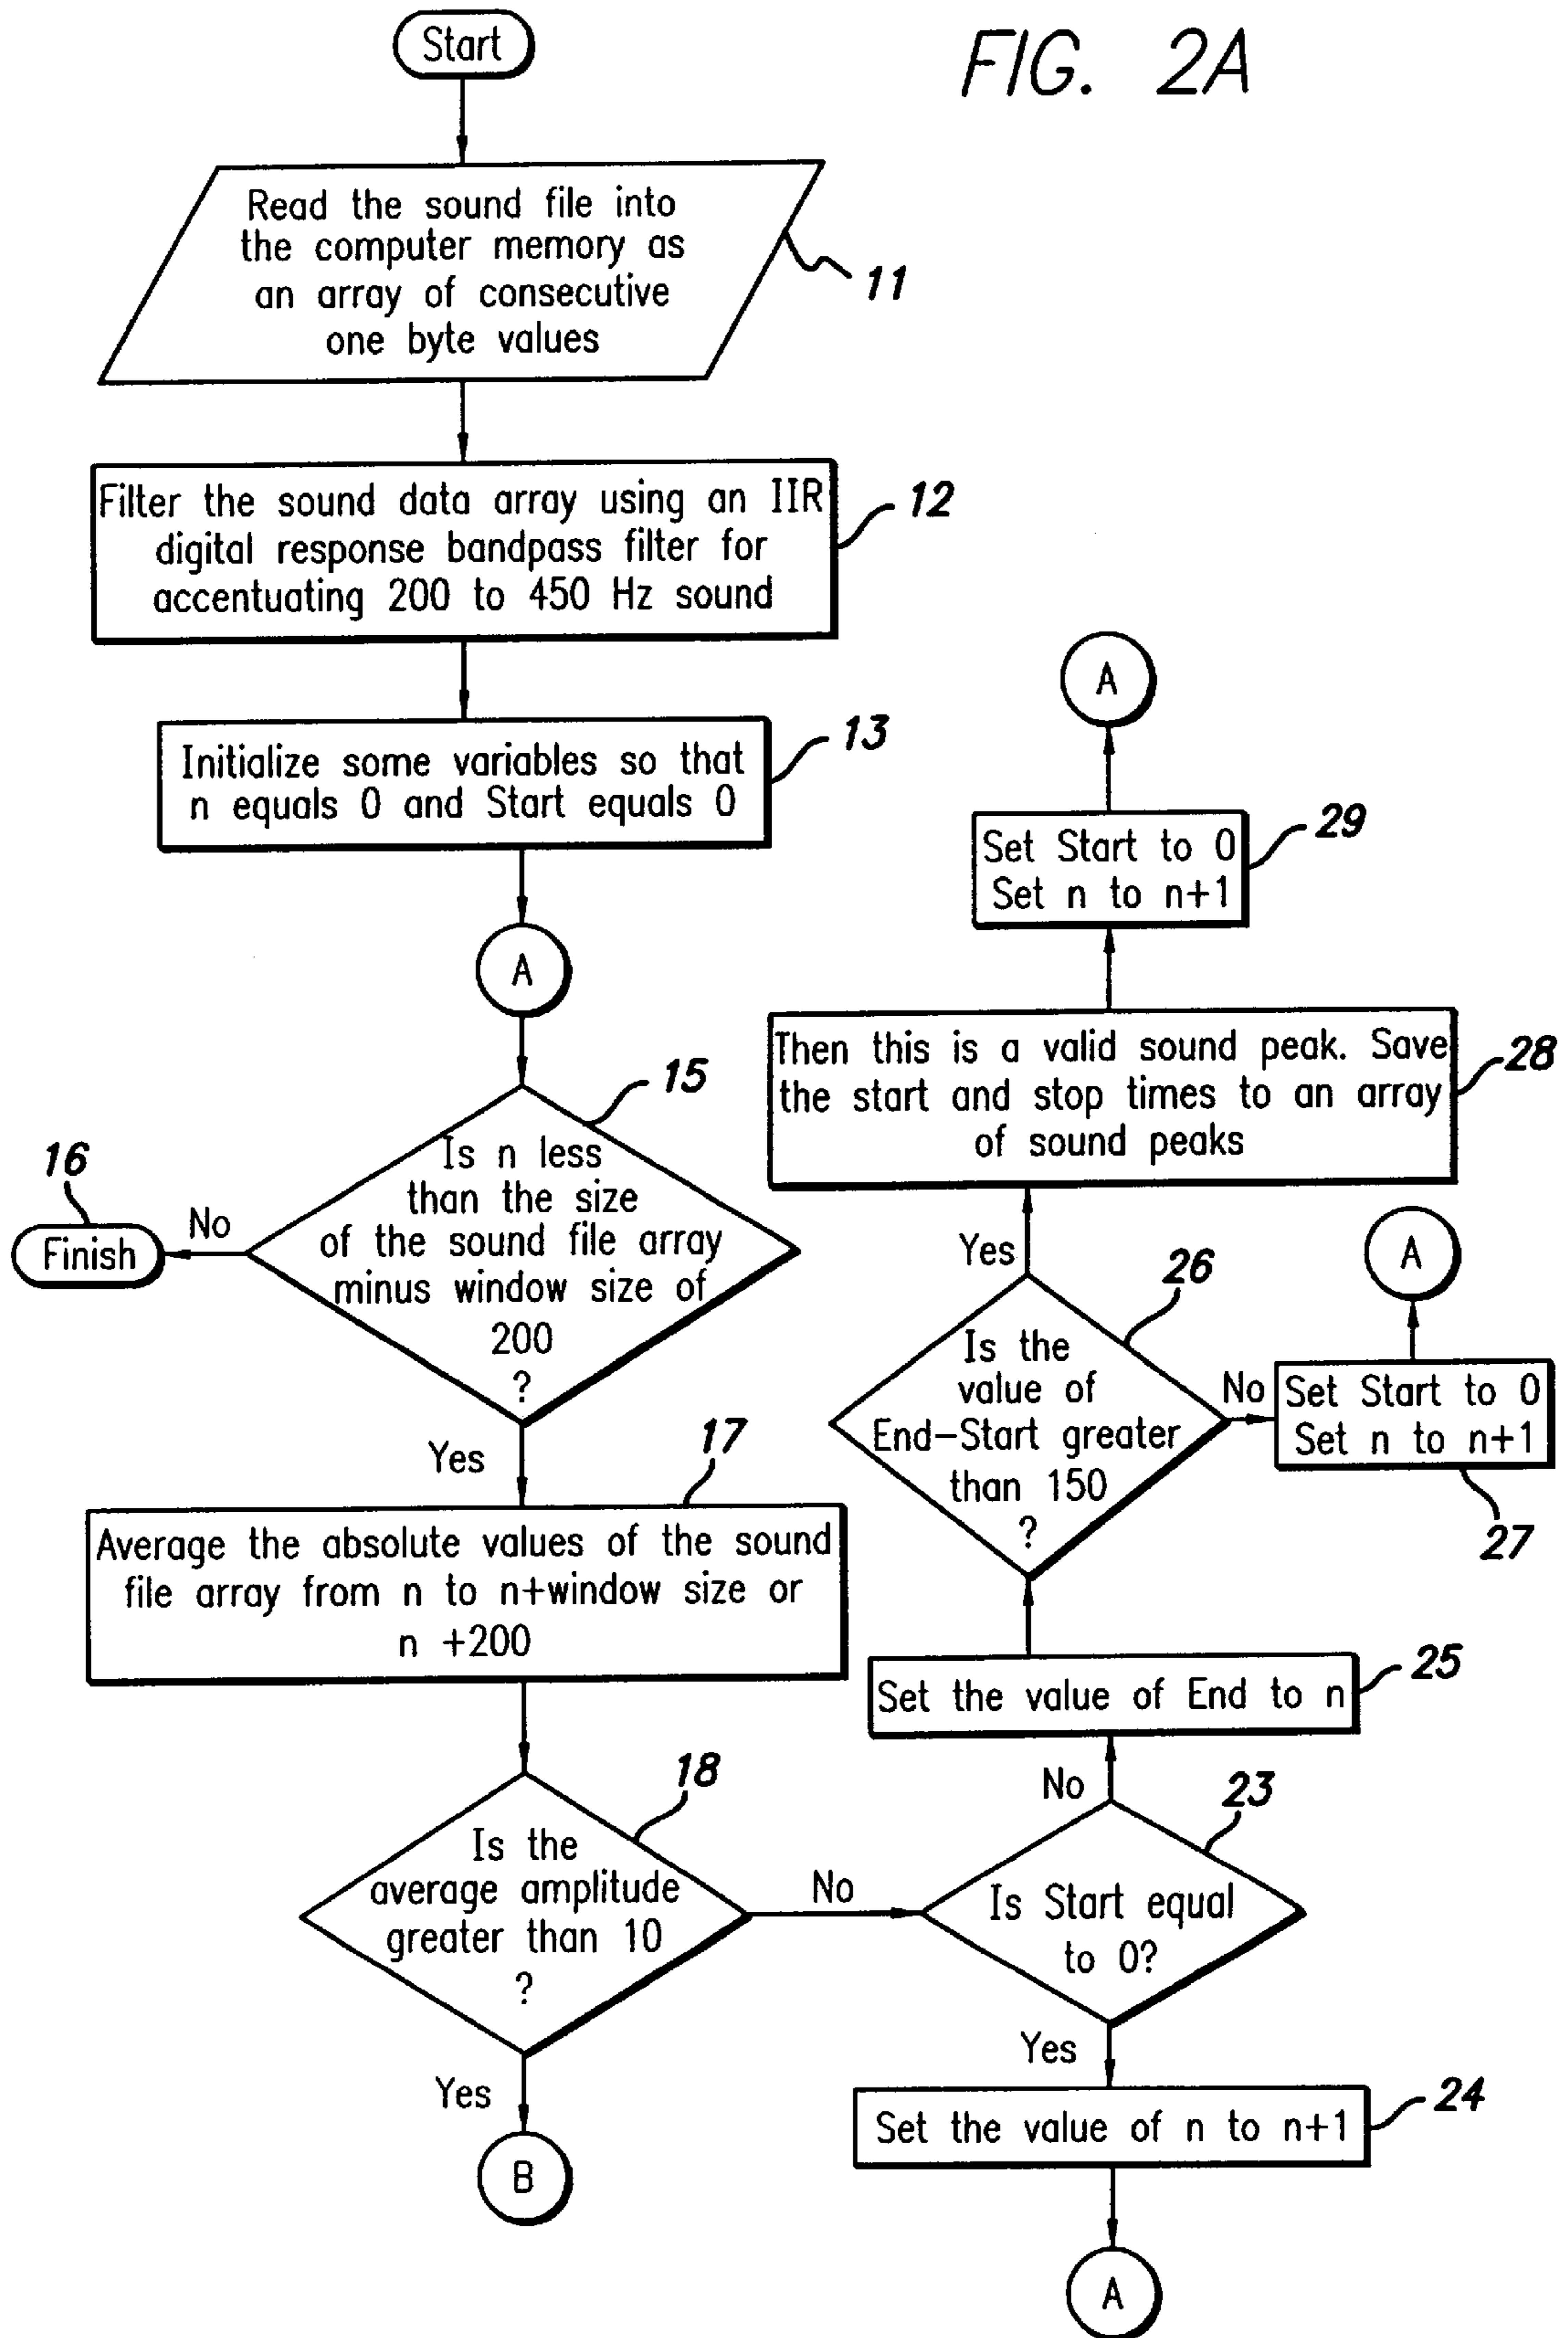 FIG. 2A
Start
Read the sound file into
the computer memory as
an array of consecutive
one byte values
11
Filter the sound data array using an IIR
digital response bandpass filter for
accentuating 200 to 450 Hz sound
12
Initialize some variables so that
n equals 0 and Start equals 0
13
A
15
Is n less
than the size
of the sound file array
minus window size of
200
?
No
16
Finish
Yes
17
Average the absolute values of the sound
file array from n to n+window size or
n +200
18
Is the
average amplitude
greater than 10
?
Yes
B
No
23
Is Start equal
to 0?
Yes
24
Set the value of n to n+1
A
No
25
Set the value of End to n
26
Is the
value of
End-Start greater
than 150
?
No
Set Start to 0
Set n to n+1
27
A
Yes
28
Then this is a valid sound peak. Save
the start and stop times to an array
of sound peaks
29
Set Start to 0
Set n to n+1
A